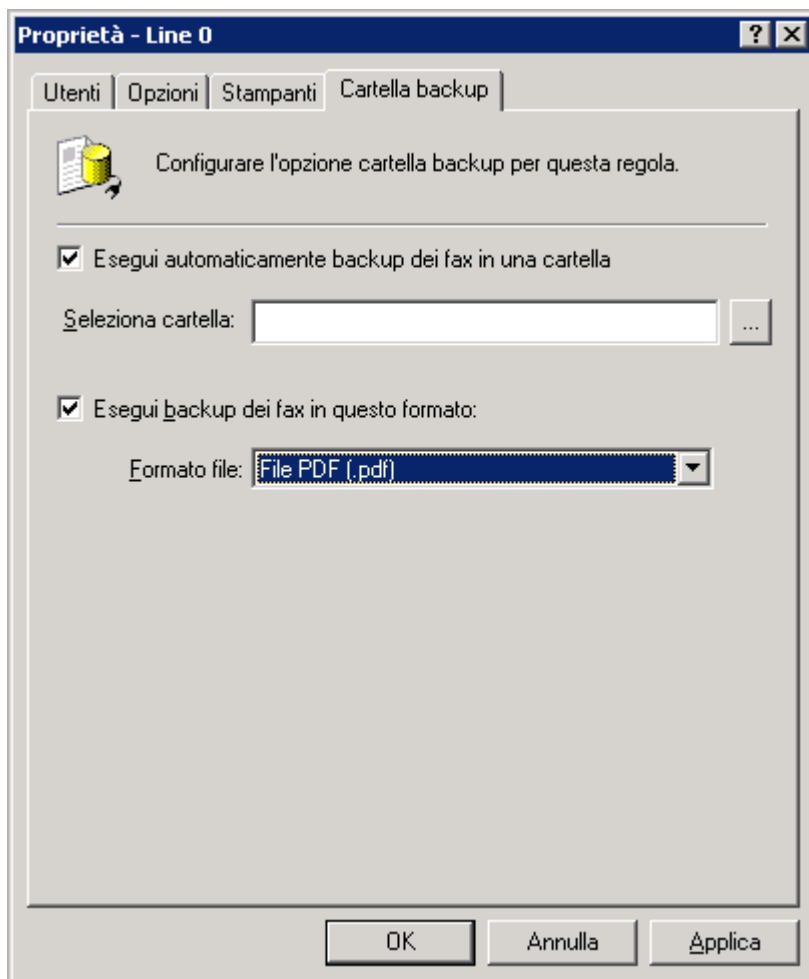 Proprietà - Line 0
Utenti Opzioni Stampanti Cartella backup
Configurare l'opzione cartella backup per questa regola.
Esegui automaticamente backup dei fax in una cartella
Seleziona cartella: ...
Esegui backup dei fax in questo formato:
Formato file: File PDF (.pdf)
OK Annulla Applica